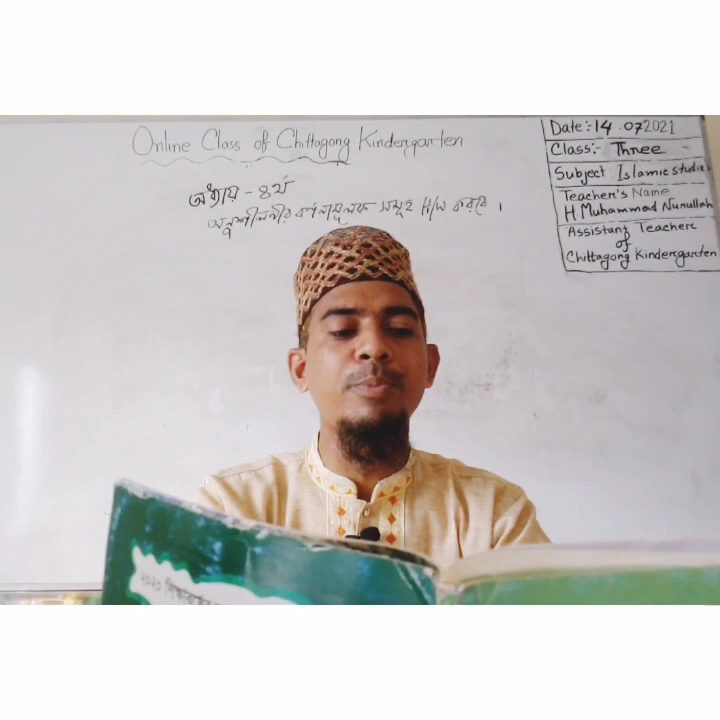 Online Class of Chittagong Kindergarten
অধ্যায় - ৪র্থ
অনুশীলনীর বর্ণনামূলক সমূহ H/W করবে ।
Date:- 14.07.2021
Class:- Three
Subject Islamic studies
Teacher's Name
H Muhammad Nurullah
Assistant Teacher
of
Chittagong Kindergarten
২০২০